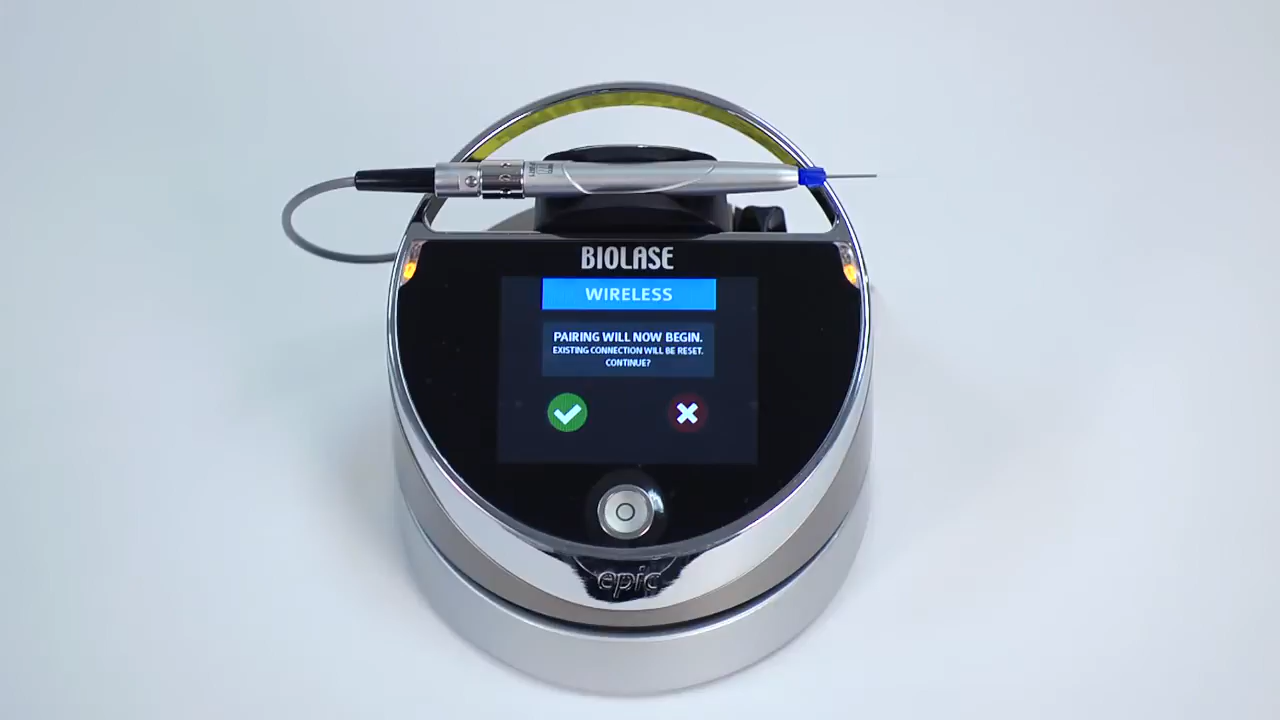 BIOLASE
WIRELESS
PAIRING WILL NOW BEGIN.
EXISTING CONNECTION WILL BE RESET.
CONTINUE?
epic